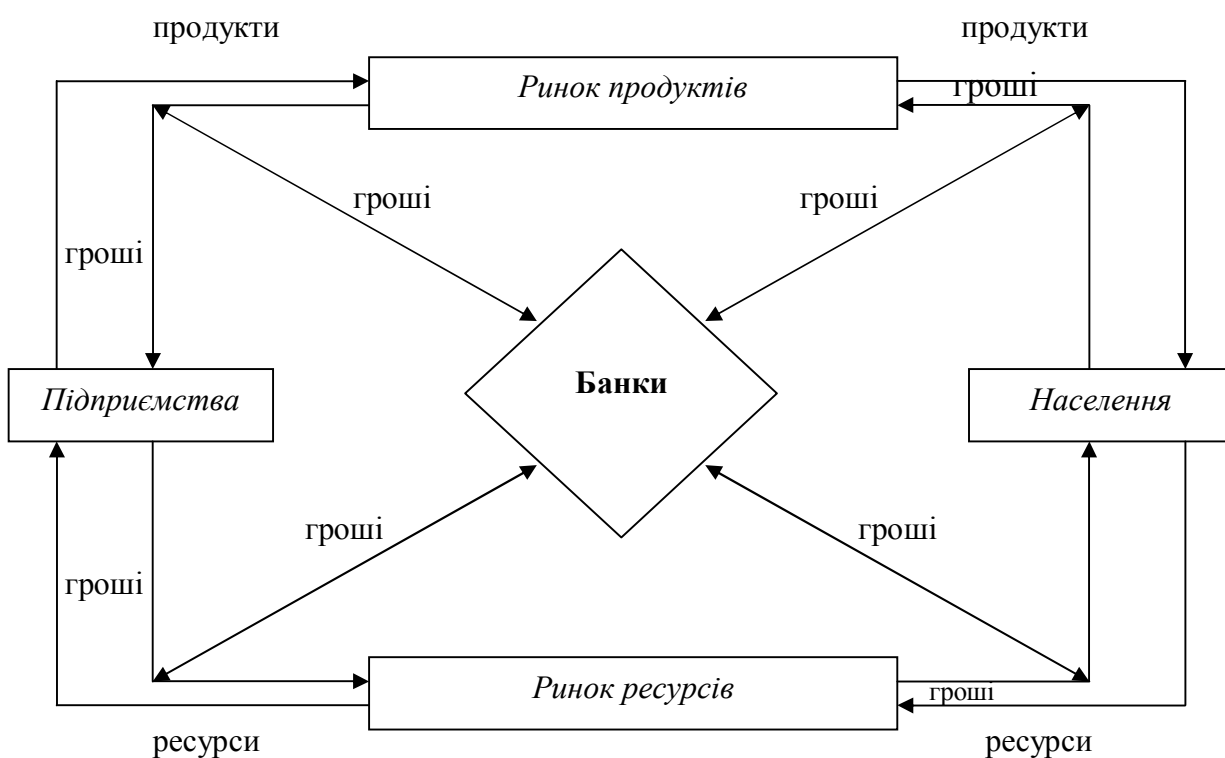 продукти
продукти
Ринок продуктів
гроші
гроші
гроші
гроші
Банки
Підприємства
Населення
гроші
гроші
гроші
Ринок ресурсів
гроші
ресурси
ресурси